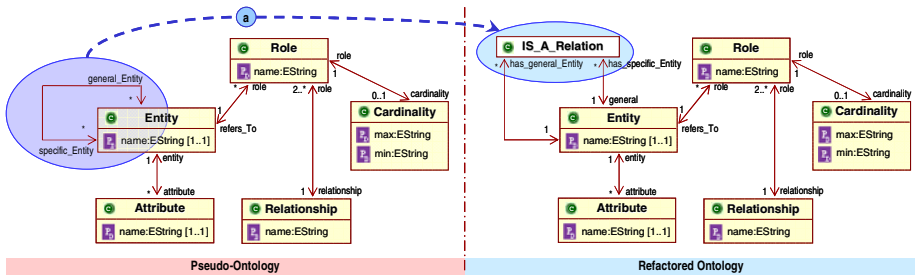 a
Role
name:EString
general_Entity
*
*
specific_Entity
Entity
name:EString [1..1]
1
refers_To
*
role
2..*
role
role
1
cardinality
0..1
Cardinality
max:EString
min:EString
1
entity
*
attribute
Attribute
name:EString [1..1]
1
relationship
Relationship
name:EString
Pseudo-Ontology
IS_A_Relation
*
has_general_Entity
*
has_specific_Entity
1
general
1
Entity
name:EString [1..1]
1
refers_To
Role
name:EString
*
role
2..*
role
_role
1
cardinality
0..1
Cardinality
max:EString
min:EString
1
entity
*
attribute
Attribute
name:EString [1..1]
1
relationship
Relationship
name:EString
Refactored Ontology